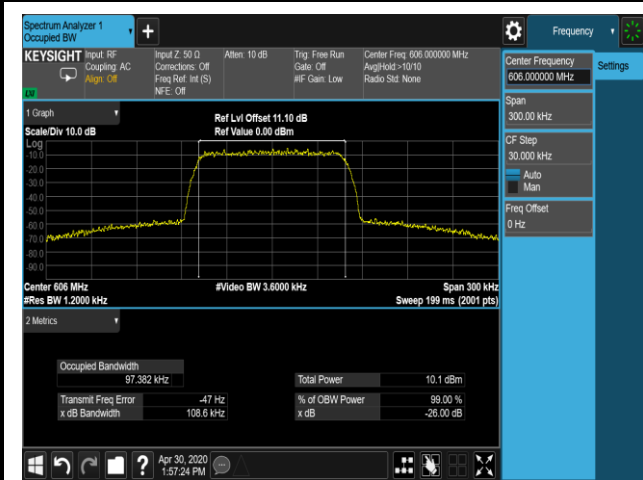 Spectrum Analyzer 1
Occupied BW
Frequency
KEYSIGHT
Input: RF
Coupling: AC
Align: Off
Input Z: 50 Ω
Corrections: Off
Freq Ref: Int (S)
NFE: Off
Atten: 10 dB
Trig: Free Run
Gate: Off
#IF Gain: Low
Center Freq: 606.000000 MHz
Avg|Hold:>10/10
Radio Std: None
Center Frequency
606.000000 MHz
Settings
Span
300.00 kHz
CF Step
30.000 kHz
Auto
Man
Freq Offset
0 Hz
1 Graph
Scale/Div 10.0 dB
Ref Lvl Offset 11.10 dB
Ref Value 0.00 dBm
Log
-10.0
-20.0
-30.0
-40.0
-50.0
-60.0
-70.0
-80.0
-90.0
Center 606 MHz
#Video BW 3.6000 kHz
Span 300 kHz
#Res BW 1.2000 kHz
Sweep 199 ms (2001 pts)
2 Metrics
Occupied Bandwidth
97.382 kHz
Total Power 10.1 dBm
Transmit Freq Error -47 Hz
% of OBW Power 99.00 %
x dB Bandwidth 108.6 kHz
x dB -26.00 dB
?
Apr 30, 2020
1:57:24 PM